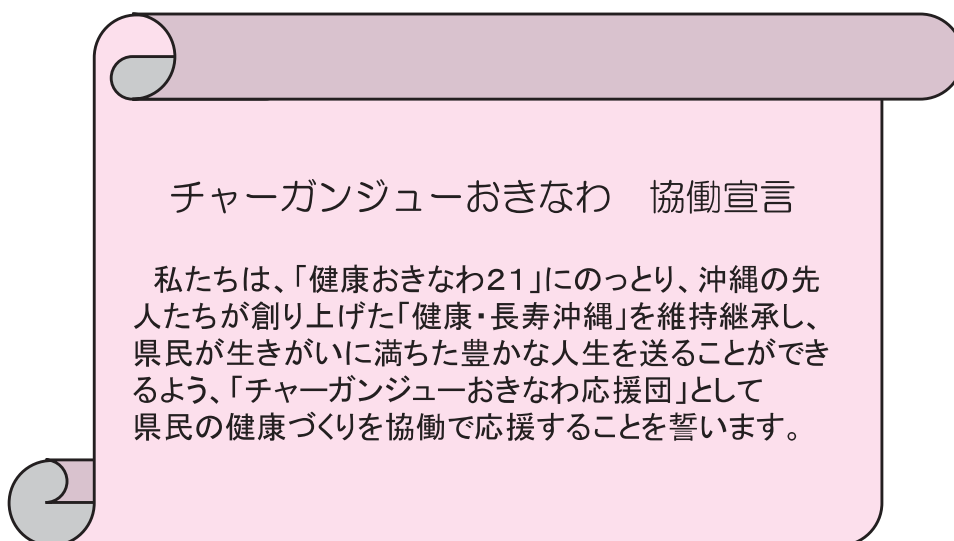 チャーガンジューおきなわ　協働宣言
私たちは、「健康おきなわ２１」にのっとり、沖縄の先
人たちが創り上げた「健康・長寿沖縄」を維持継承し、
県民が生きがいに満ちた豊かな人生を送ることができ
るよう、「チャーガンジューおきなわ応援団」として
県民の健康づくりを協働で応援することを誓います。